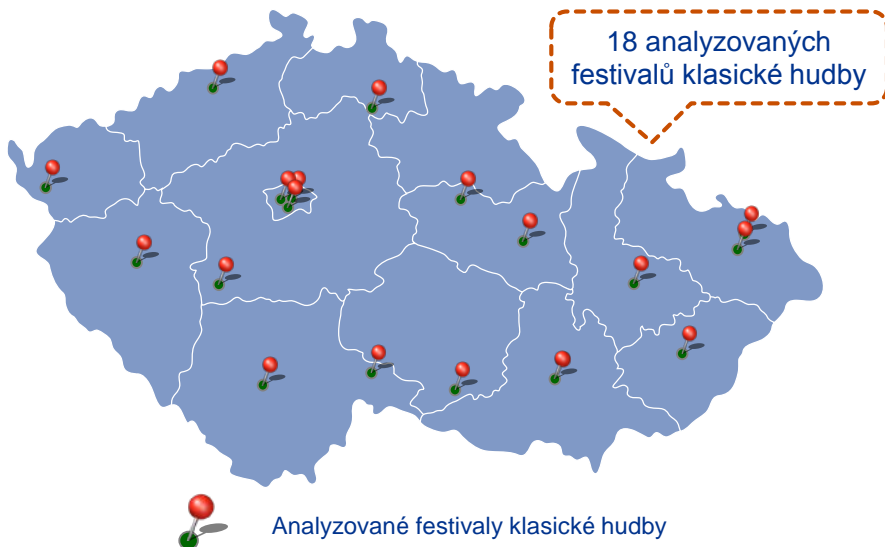 18 analyzovaných
festivalů klasické hudby
Analyzované festivaly klasické hudby